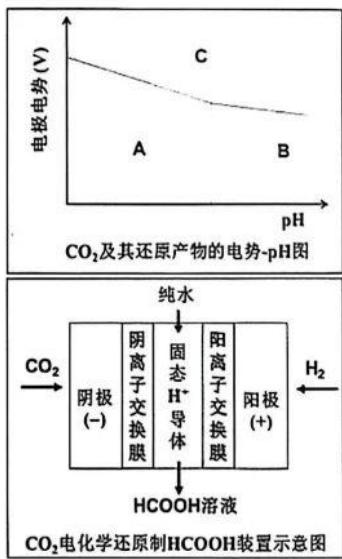 电极电势(V)
C
A
B
pH
CO₂及其还原产物的电势-pH图
纯水
CO₂
阴极
(-)
阴离子交换膜
固态H⁺导体
阳离子交换膜
阳极
(+)
H₂
HCOOH溶液
CO₂电化学还原制HCOOH装置示意图